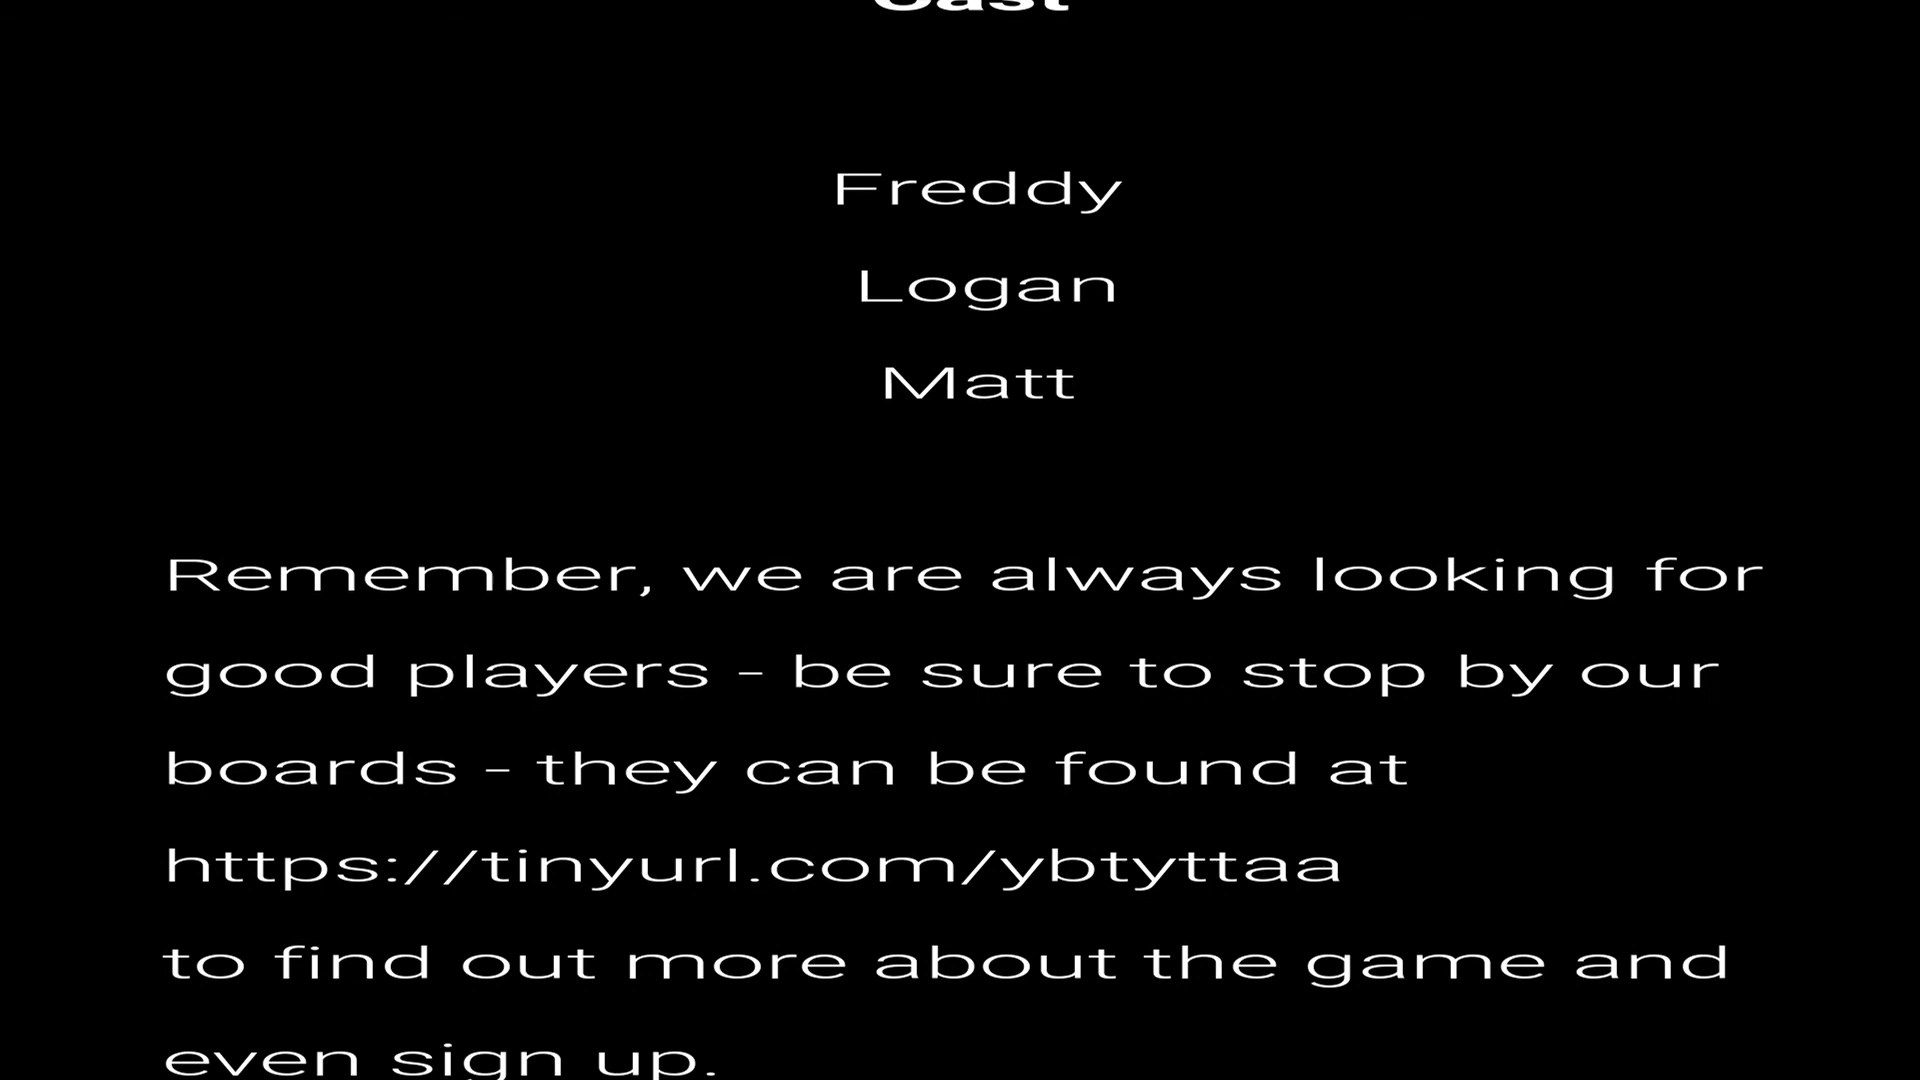 Cast
Freddy
Logan
Matt
Remember, we are always looking for
good players - be sure to stop by our
boards - they can be found at
https://tinyurl.com/ybtyttaa
to find out more about the game and
even sign up.